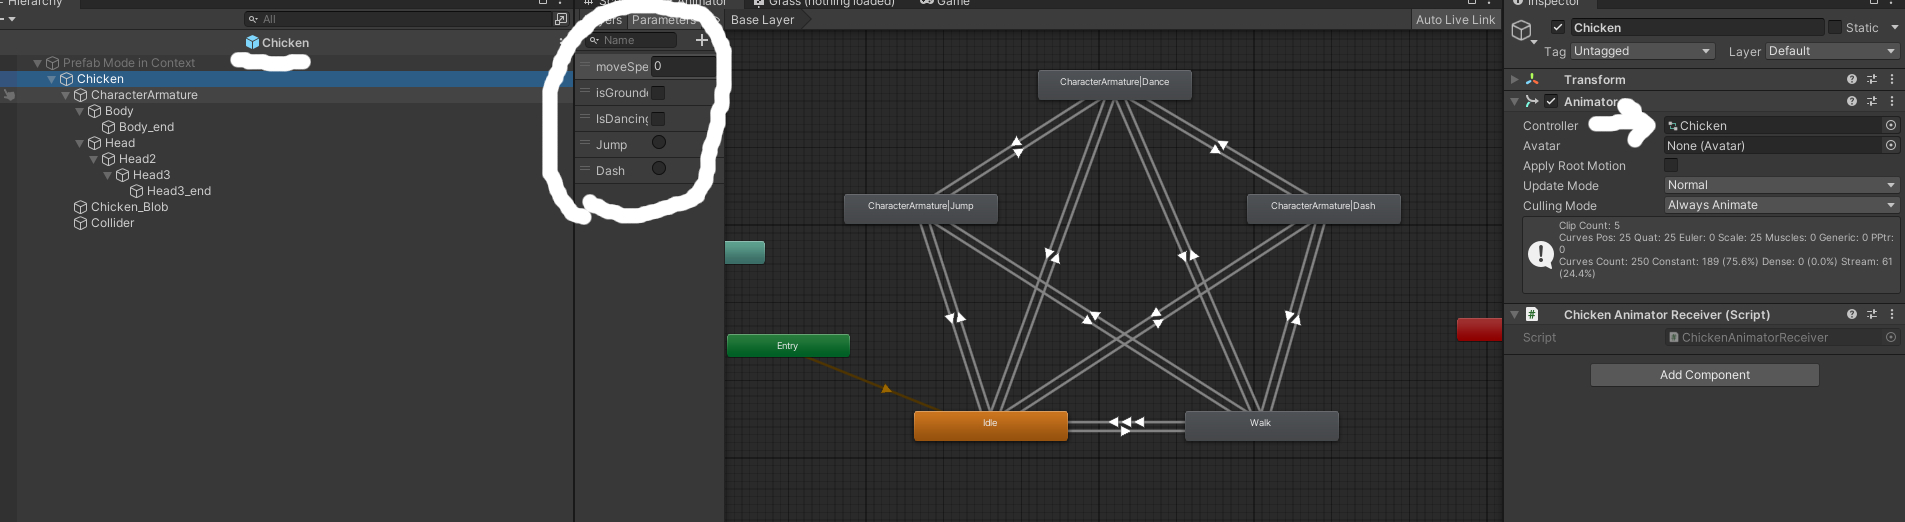 Hierarchy
All
Chicken
Prefab Mode in Context
Chicken
CharacterArmature
Body
Body_end
Head
Head2
Head3
Head3_end
Chicken_Blob
Collider
Animator
Grass (nothing loaded)
Game
Parameters
Base Layer
Auto Live Link
Name
moveSpe
0
isGrounde
IsDancing
Jump
Dash
CharacterArmature|Dance
CharacterArmature|Jump
CharacterArmature|Dash
Entry
Idle
Walk
Inspector
Chicken
Static
Tag Untagged
Layer Default
Transform
Animator
Controller Chicken
Avatar None (Avatar)
Apply Root Motion
Update Mode Normal
Culling Mode Always Animate
Clip Count: 5
Curves Pos: 25 Quat: 25 Euler: 0 Scale: 25 Muscles: 0 Generic: 0 PPtr:
0
Curves Count: 250 Constant: 189 (75.6%) Dense: 0 (0.0%) Stream: 61
(24.4%)
#
Chicken Animator Receiver (Script)
Script ChickenAnimatorReceiver
Add Component